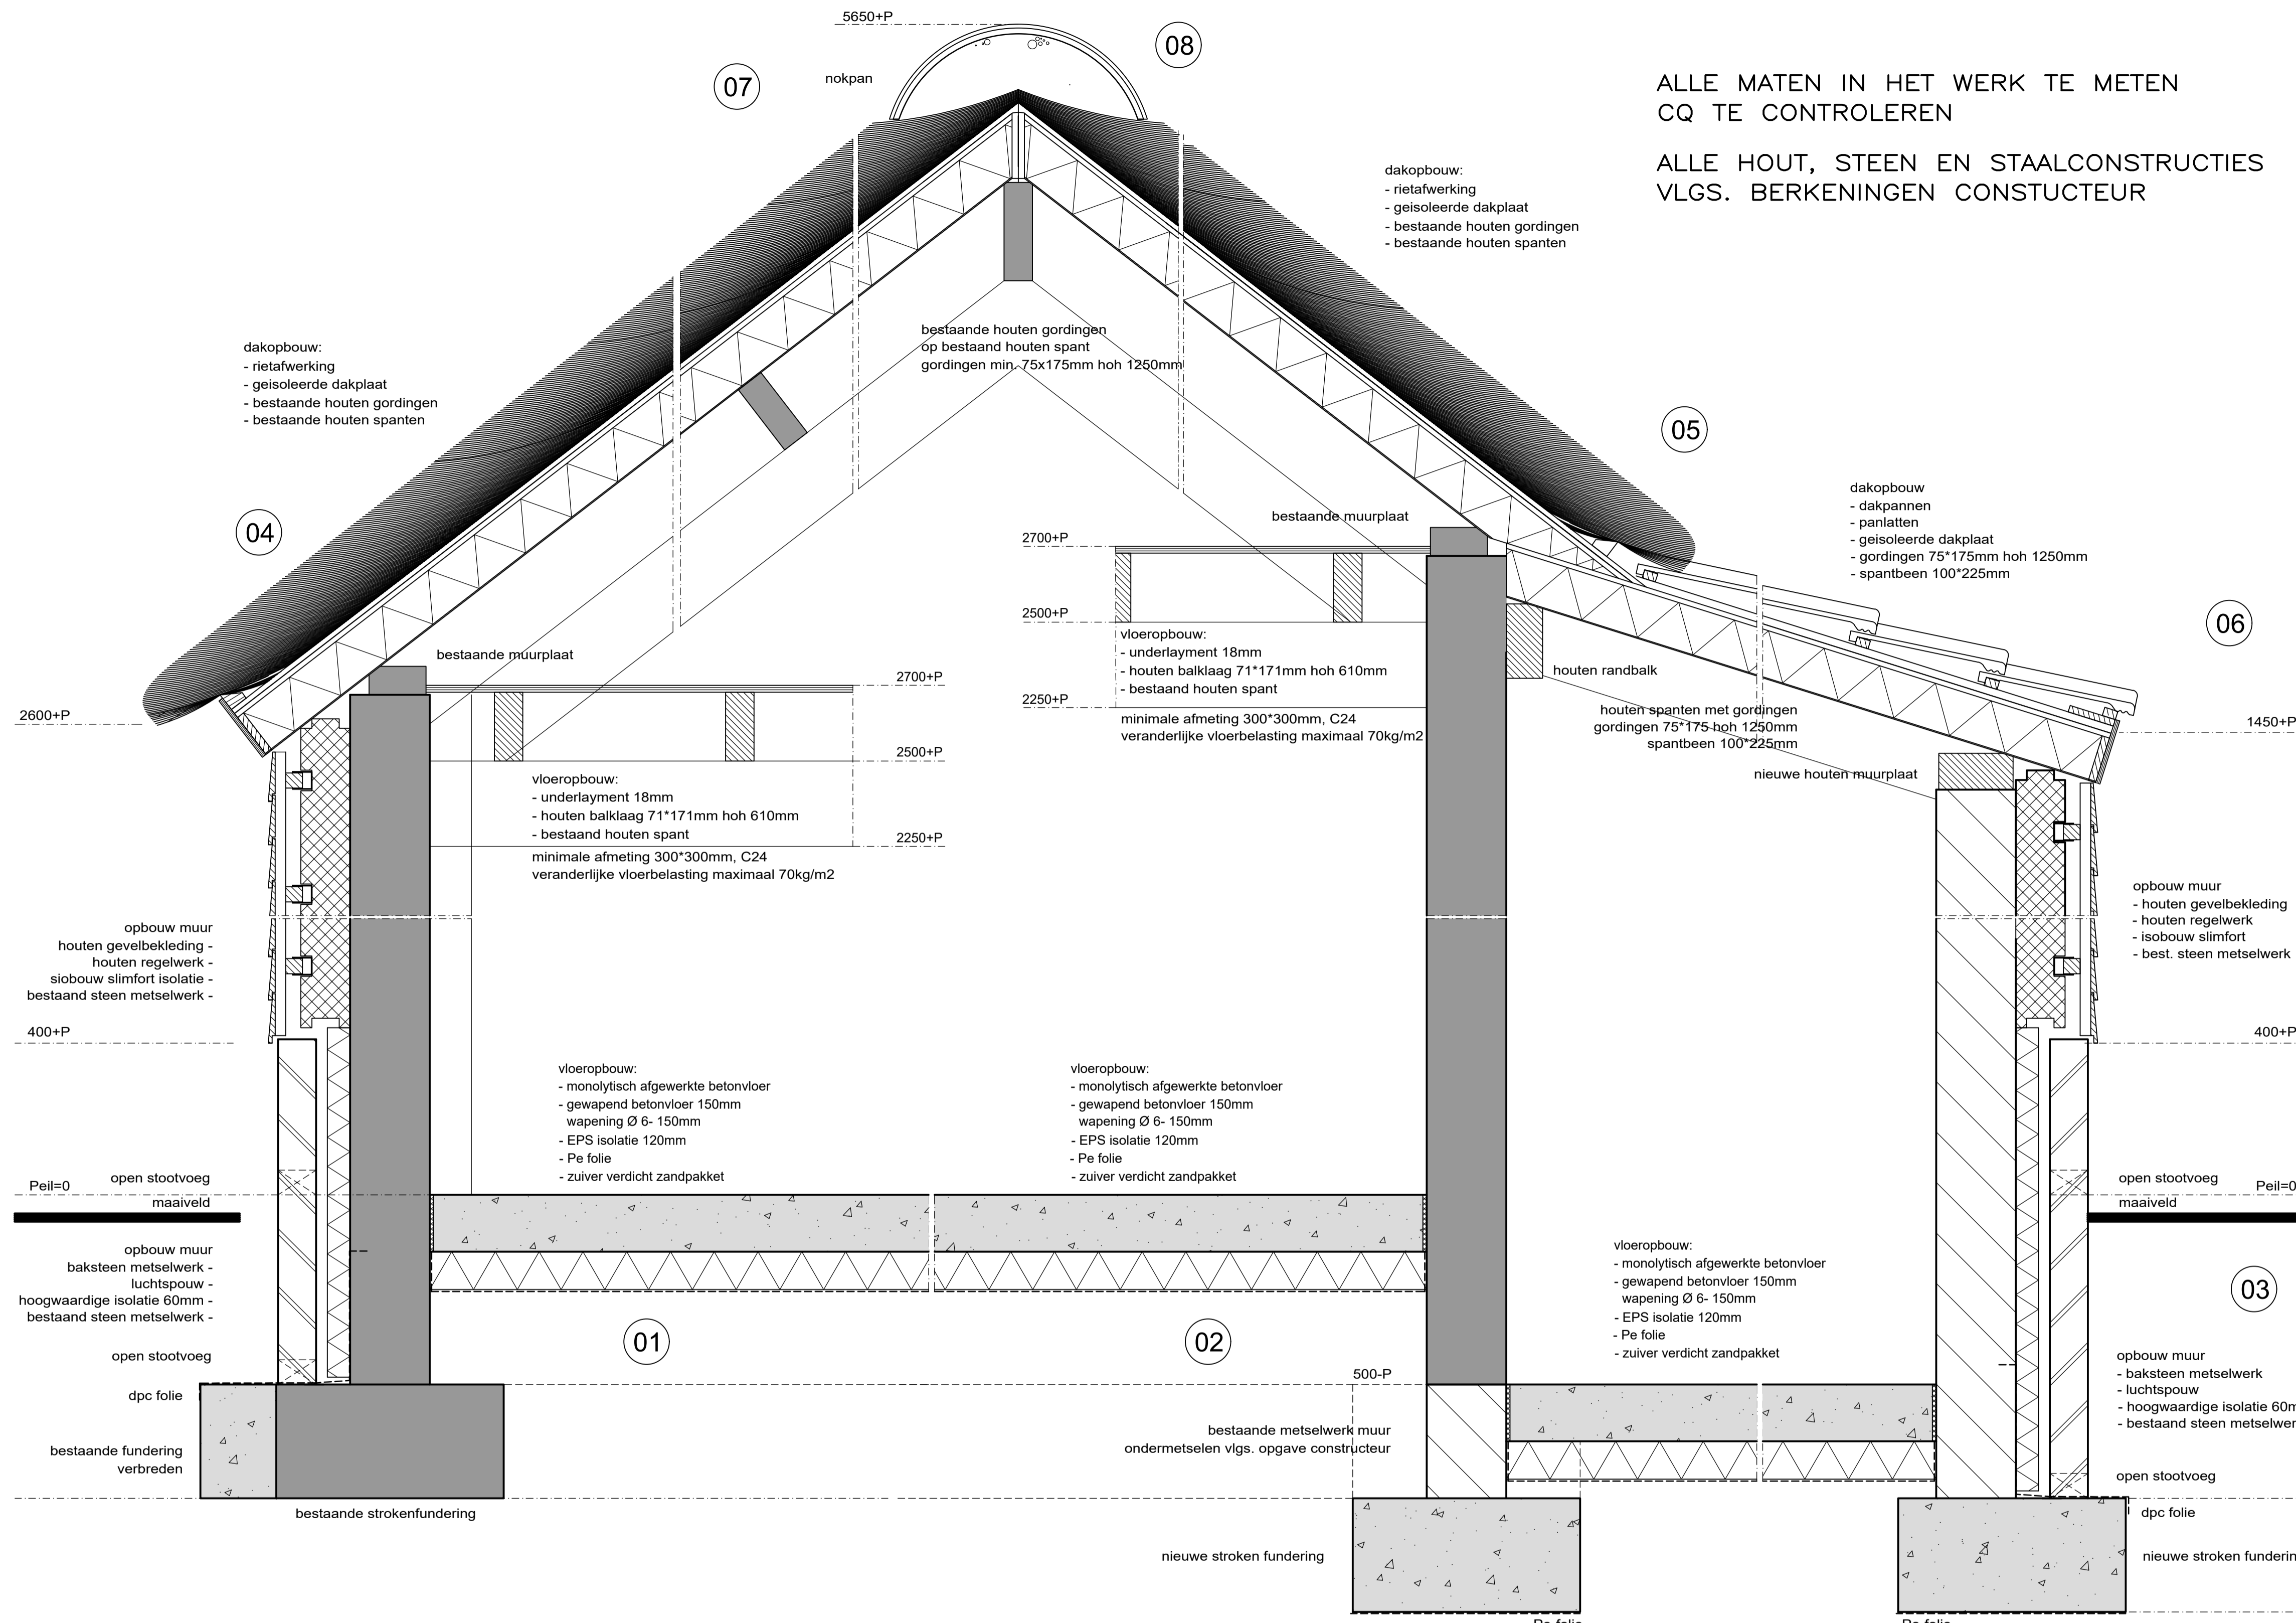 5650+P
08
07
nokpan
ALLE MATEN IN HET WERK TE METEN
CQ TE CONTROLEREN
ALLE HOUT, STEEN EN STAALCONSTRUCTIES
VLGS. BERKENINGEN CONSTUCTEUR
dakopbouw:
- rietafwerking
- geisoleerde dakplaat
- bestaande houten gordingen
- bestaande houten spanten
dakopbouw:
- rietafwerking
- geisoleerde dakplaat
- bestaande houten gordingen
- bestaande houten spanten
bestaande houten gordingen
op bestaand houten spant
gordingen min. 75x175mm hoh 1250mm
05
04
dakopbouw
- dakpannen
- panlatten
- geisoleerde dakplaat
- gordingen 75*175mm hoh 1250mm
- spantbeen 100*225mm
06
bestaande muurplaat
2700+P
2500+P
2250+P
vloeropbouw:
- underlayment 18mm
- houten balklaag 71*171mm hoh 610mm
- bestaand houten spant
minimale afmeting 300*300mm, C24
veranderlijke vloerbelasting maximaal 70kg/m2
houten randbalk
houten spanten met gordingen
gordingen 75*175 hoh 1250mm
spantbeen 100*225mm
nieuwe houten muurplaat
1450+P
bestaande muurplaat
2600+P
2700+P
2500+P
2250+P
vloeropbouw:
- underlayment 18mm
- houten balklaag 71*171mm hoh 610mm
- bestaand houten spant
minimale afmeting 300*300mm, C24
veranderlijke vloerbelasting maximaal 70kg/m2
opbouw muur
houten gevelbekleding -
houten regelwerk -
siobouw slimfort isolatie -
bestaand steen metselwerk -
400+P
opbouw muur
- houten gevelbekleding
- houten regelwerk
- isobouw slimfort
- best. steen metselwerk
400+P
vloeropbouw:
- monolytisch afgewerkte betonvloer
- gewapend betonvloer 150mm
wapening Ø 6- 150mm
- EPS isolatie 120mm
- Pe folie
- zuiver verdicht zandpakket
vloeropbouw:
- monolytisch afgewerkte betonvloer
- gewapend betonvloer 150mm
wapening Ø 6- 150mm
- EPS isolatie 120mm
- Pe folie
- zuiver verdicht zandpakket
Peil=0
open stootvoeg
maaiveld
open stootvoeg
Peil=0
maaiveld
opbouw muur
baksteen metselwerk -
luchtspouw -
hoogwaardige isolatie 60mm -
bestaand steen metselwerk -
open stootvoeg
dpc folie
bestaande fundering
verbreden
bestaande strokenfundering
01
02
vloeropbouw:
- monolytisch afgewerkte betonvloer
- gewapend betonvloer 150mm
wapening Ø 6- 150mm
- EPS isolatie 120mm
- Pe folie
- zuiver verdicht zandpakket
03
500-P
bestaande metselwerk muur
ondermetselen vlgs. opgave constructeur
opbouw muur
- baksteen metselwerk
- luchtspouw
- hoogwaardige isolatie 60m
- bestaand steen metselwer
open stootvoeg
dpc folie
nieuwe stroken fundering
nieuwe stroken funderin